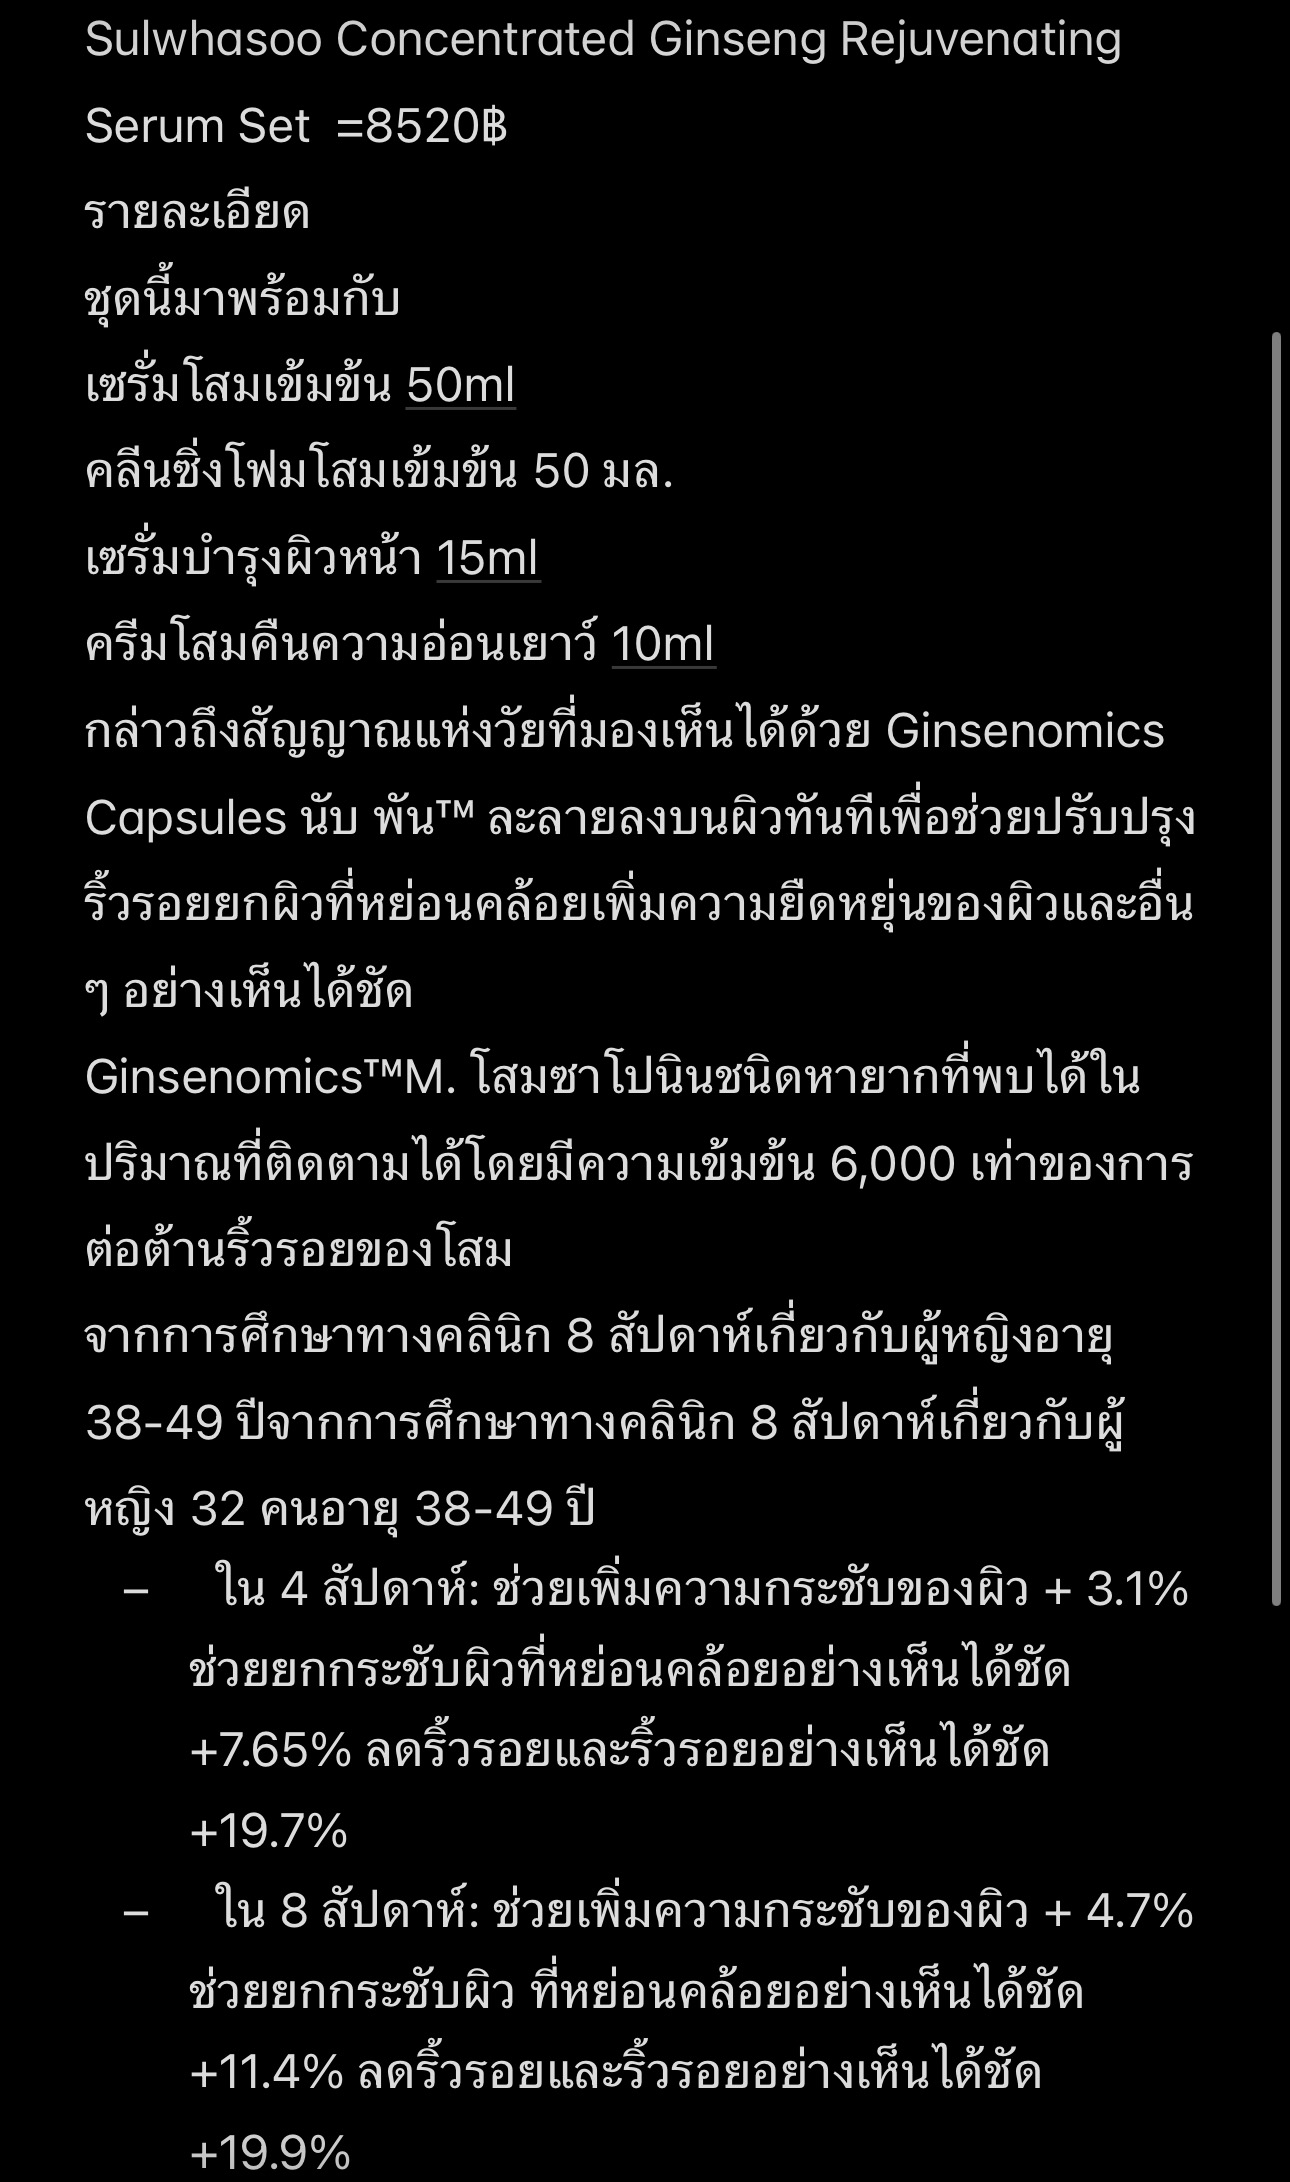 Sulwhasoo Concentrated Ginseng Rejuvenating
Serum Set =8520฿
รายละเอียด
ชุดนี้มาพร้อมกับ
เซรั่มโสมเข้มข้น 50ml
คลีนซิ่งโฟมโสมเข้มข้น 50 มล.
เซรั่มบำรุงผิวหน้า 15ml
ครีมโสมคืนความอ่อนเยาว์ 10ml
กล่าวถึงสัญญาณแห่งวัยที่มองเห็นได้ด้วย Ginsenomics
Capsules นับ พัน™ ละลายลงบนผิวทันทีเพื่อช่วยปรับปรุง
ริ้วรอยยกผิวที่หย่อนคล้อยเพิ่มความยืดหยุ่นของผิวและอื่น
ๆ อย่างเห็นได้ชัด
Ginsenomics™M. โสมซาโปนินชนิดหายากที่พบได้ใน
ปริมาณที่ติดตามได้โดยมีความเข้มข้น 6,000 เท่าของการ
ต่อต้านริ้วรอยของโสม
จากการศึกษาทางคลินิก 8 สัปดาห์เกี่ยวกับผู้หญิงอายุ
38-49 ปีจากการศึกษาทางคลินิก 8 สัปดาห์เกี่ยวกับผู้
หญิง 32 คนอายุ 38-49 ปี
– ใน 4 สัปดาห์: ช่วยเพิ่มความกระชับของผิว + 3.1%
ช่วยยกกระชับผิวที่หย่อนคล้อยอย่างเห็นได้ชัด
+7.65% ลดริ้วรอยและริ้วรอยอย่างเห็นได้ชัด
+19.7%
– ใน 8 สัปดาห์: ช่วยเพิ่มความกระชับของผิว + 4.7%
ช่วยยกกระชับผิว ที่หย่อนคล้อยอย่างเห็นได้ชัด
+11.4% ลดริ้วรอยและริ้วรอยอย่างเห็นได้ชัด
+19.9%